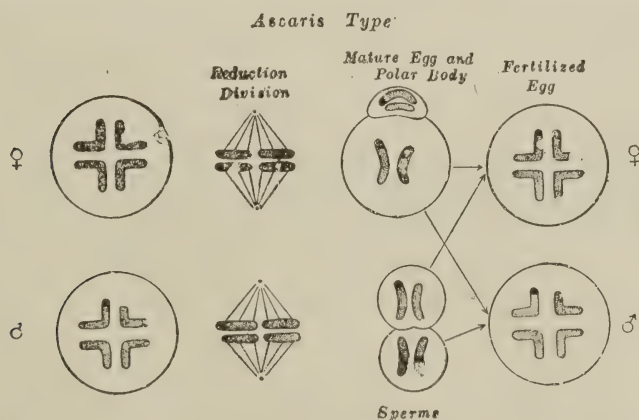 Ascaris Type
Reduction
Division
Mature Egg and
Polar Body
Fertilized
Egg
♀
♀
♂
♂
Sperms